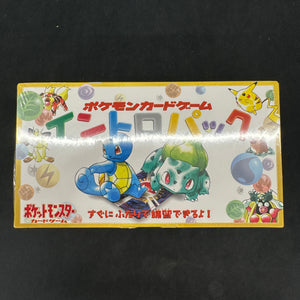 ポケモンカードゲーム
イントロパック
ポケットモンスター
カードゲーム
すぐにふたりで練習できるよ！